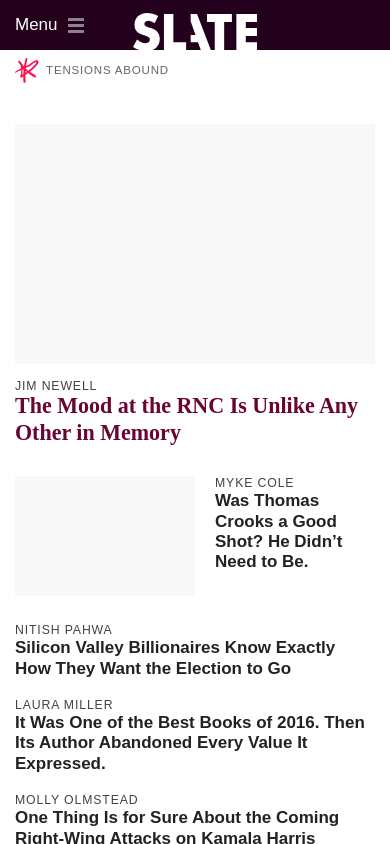 Menu
SLATE
TENSIONS ABOUND
JIM NEWELL
The Mood at the RNC Is Unlike Any
Other in Memory
MYKE COLE
Was Thomas
Crooks a Good
Shot? He Didn’t
Need to Be.
NITISH PAHWA
Silicon Valley Billionaires Know Exactly
How They Want the Election to Go
LAURA MILLER
It Was One of the Best Books of 2016. Then
Its Author Abandoned Every Value It
Expressed.
MOLLY OLMSTEAD
One Thing Is for Sure About the Coming
Right-Wing Attacks on Kamala Harris